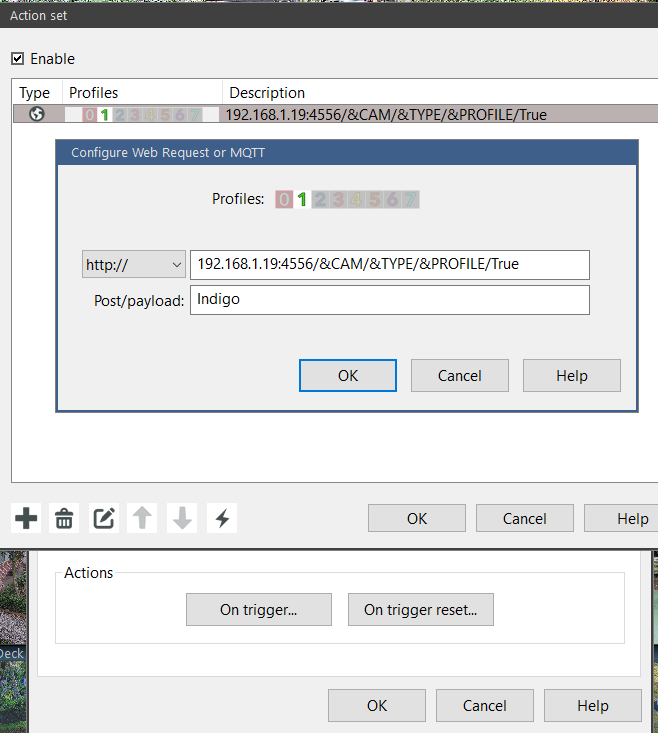 Action set
Enable
Type Profiles Description
0 1 2 3 4 5 6 7 192.168.1.19:4556/&CAM/&TYPE/&PROFILE/True
Configure Web Request or MQTT
Profiles: 0 1 2 3 4 5 6 7
http:// 192.168.1.19:4556/&CAM/&TYPE/&PROFILE/True
Post/payload: Indigo
OK Cancel Help
OK Cancel Help
Actions
On trigger... On trigger reset...
Deck
OK Cancel Help